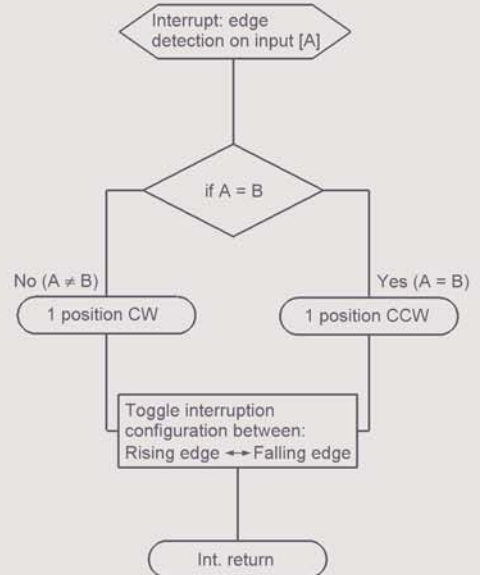 Interrupt: edge
detection on input [A]
if A = B
No (A ≠ B)
Yes (A = B)
1 position CW
1 position CCW
Toggle interruption
configuration between:
Rising edge ↔ Falling edge
Int. return